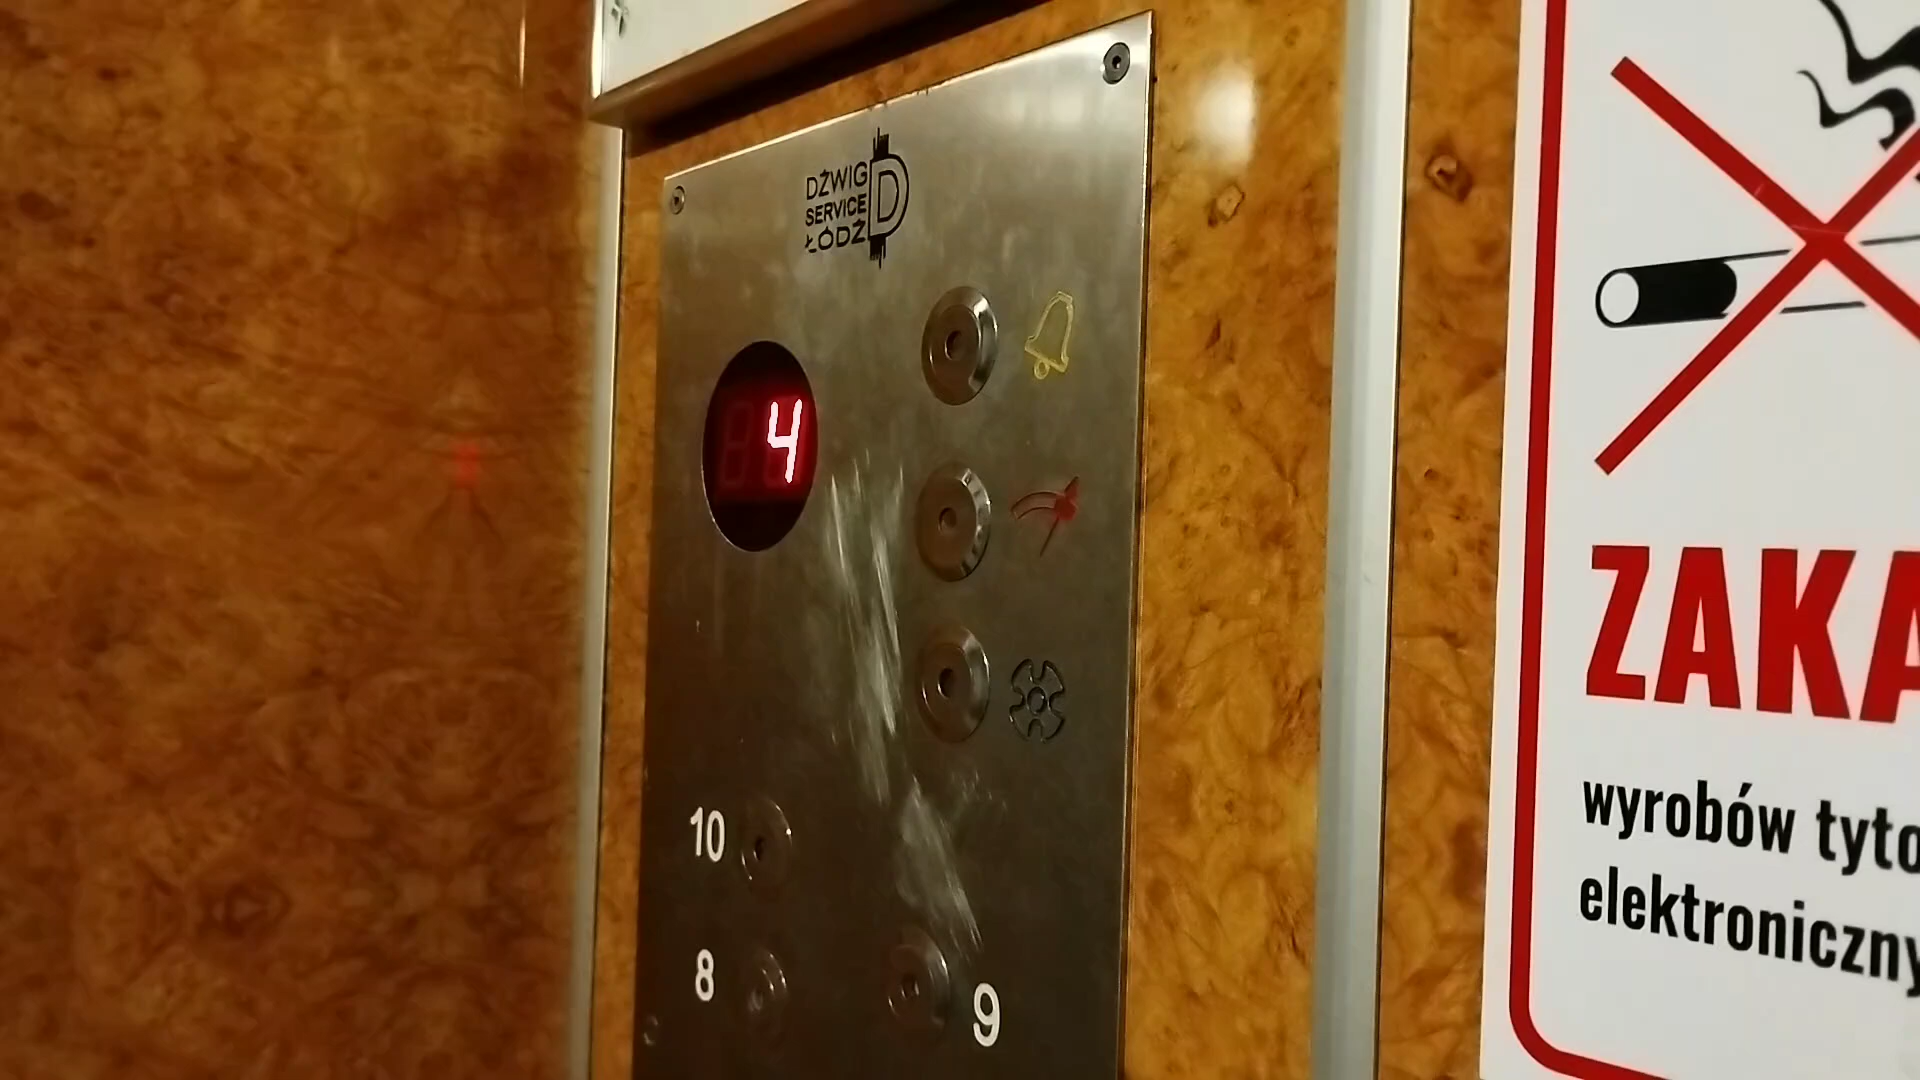 DŹWIG
SERVICE
ŁÓDŹ
D
4
10
8
9
ZAKA
wyrobów tyto
elektroniczny